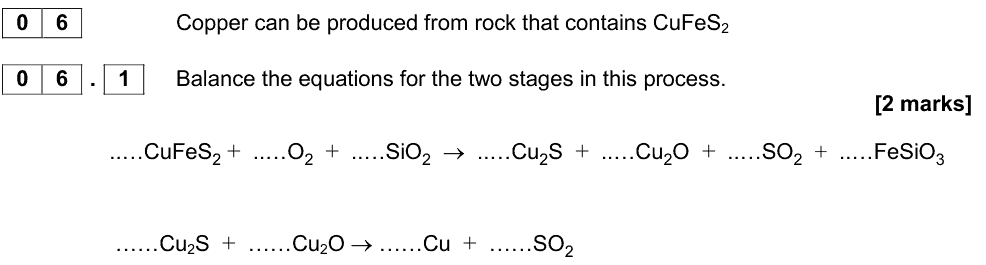 0 6 Copper can be produced from rock that contains CuFeS₂
0 6 . 1 Balance the equations for the two stages in this process.
[2 marks]
.....CuFeS₂ + .....O₂ + .....SiO₂ → .....Cu₂S + .....Cu₂O + .....SO₂ + .....FeSiO₃
......Cu₂S + ......Cu₂O → ......Cu + ......SO₂